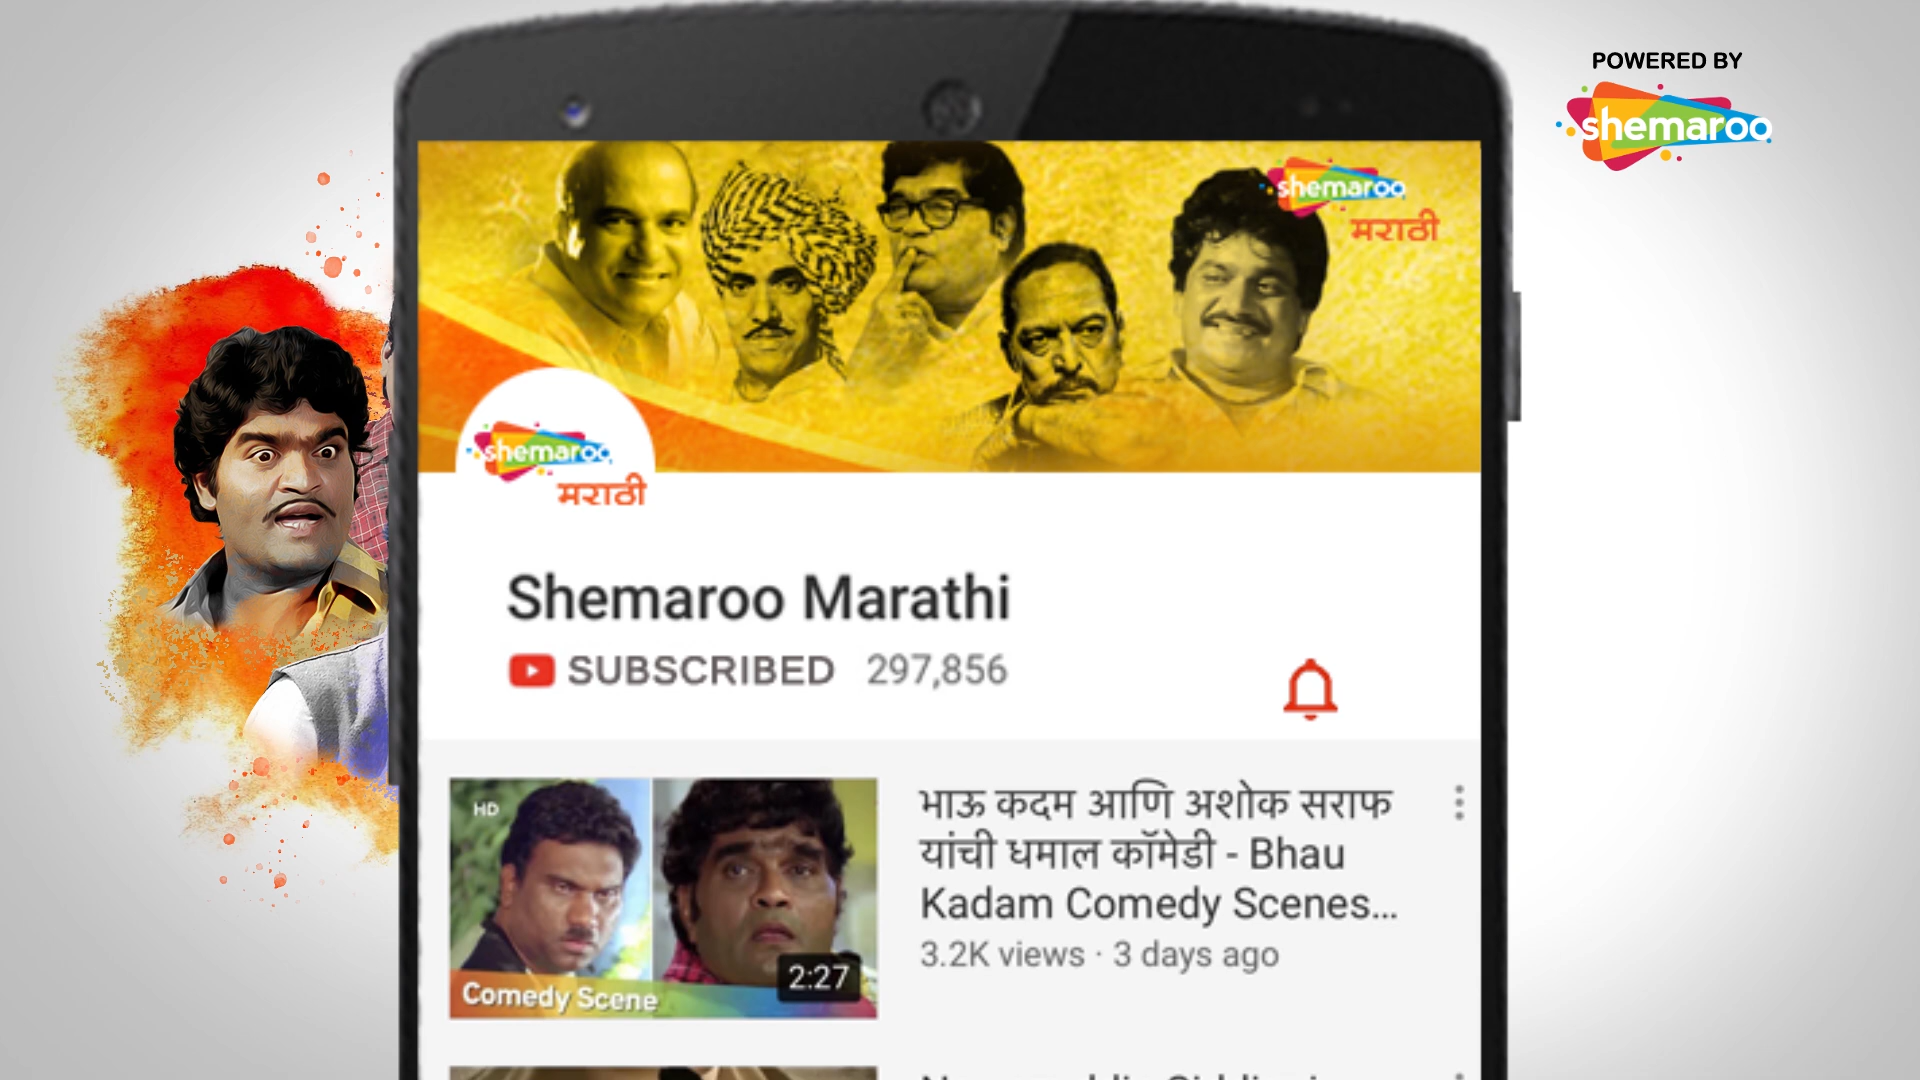 POWERED BY
shemaroo
shemaroo
मराठी
shemaroo
मराठी
Shemaroo Marathi
SUBSCRIBED 297,856
HD
Comedy Scene
2:27
भाऊ कदम आणि अशोक सराफ
यांची धमाल कॉमेडी - Bhau
Kadam Comedy Scenes...
3.2K views · 3 days ago